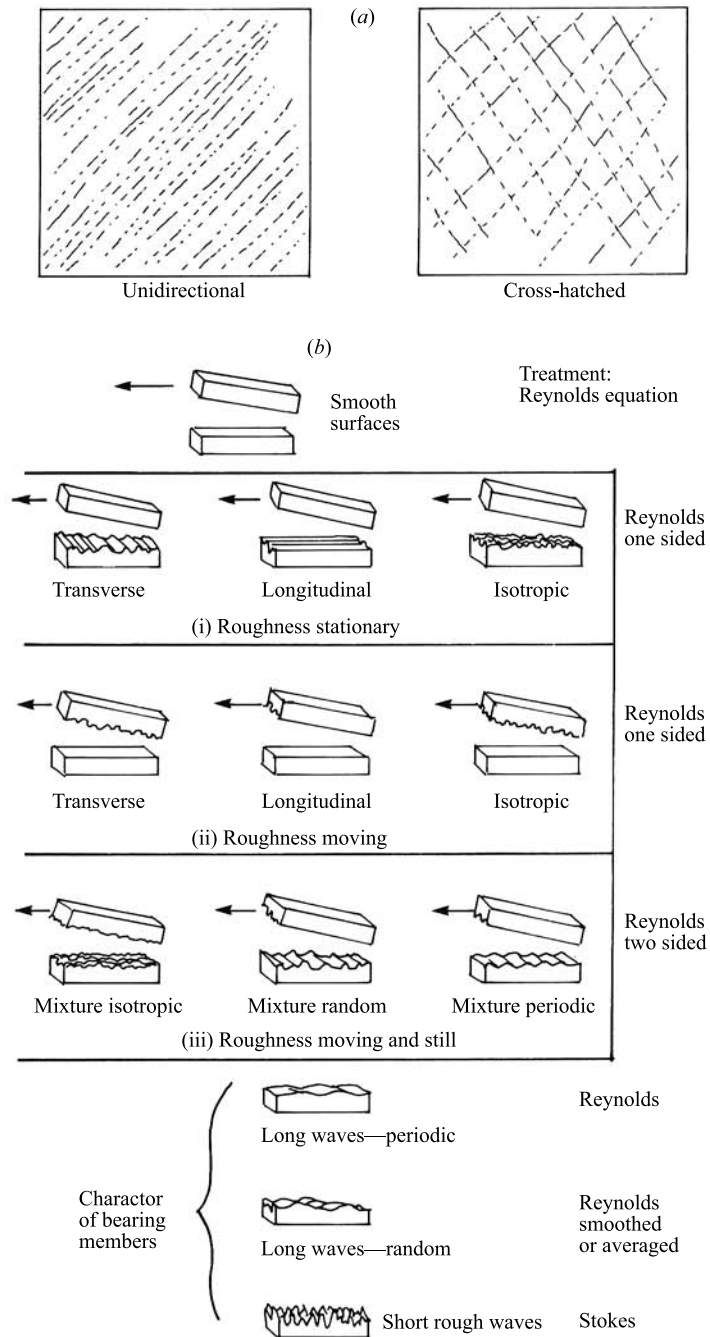 (a)
Unidirectional
Cross-hatched
(b)
Smooth
surfaces
Treatment:
Reynolds equation
Reynolds
one sided
Transverse
Longitudinal
Isotropic
(i) Roughness stationary
Reynolds
one sided
Transverse
Longitudinal
Isotropic
(ii) Roughness moving
Reynolds
two sided
Mixture isotropic
Mixture random
Mixture periodic
(iii) Roughness moving and still
Charactor
of bearing
members
Reynolds
Long waves—periodic
Reynolds
smoothed
or averaged
Long waves—random
Short rough waves
Stokes